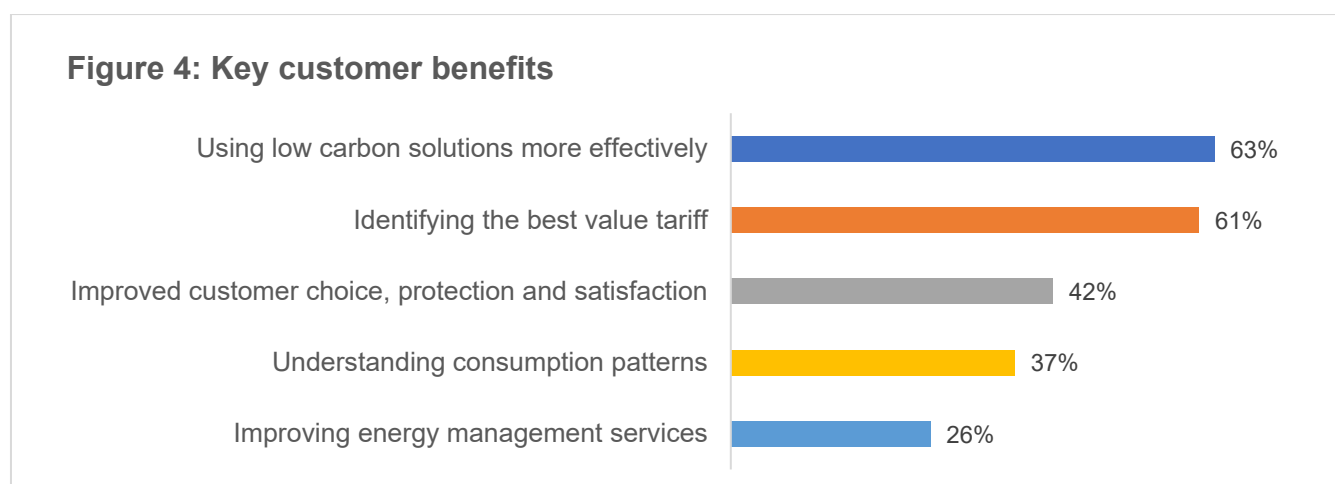 Figure 4: Key customer benefits
Using low carbon solutions more effectively 63%
Identifying the best value tariff 61%
Improved customer choice, protection and satisfaction 42%
Understanding consumption patterns 37%
Improving energy management services 26%